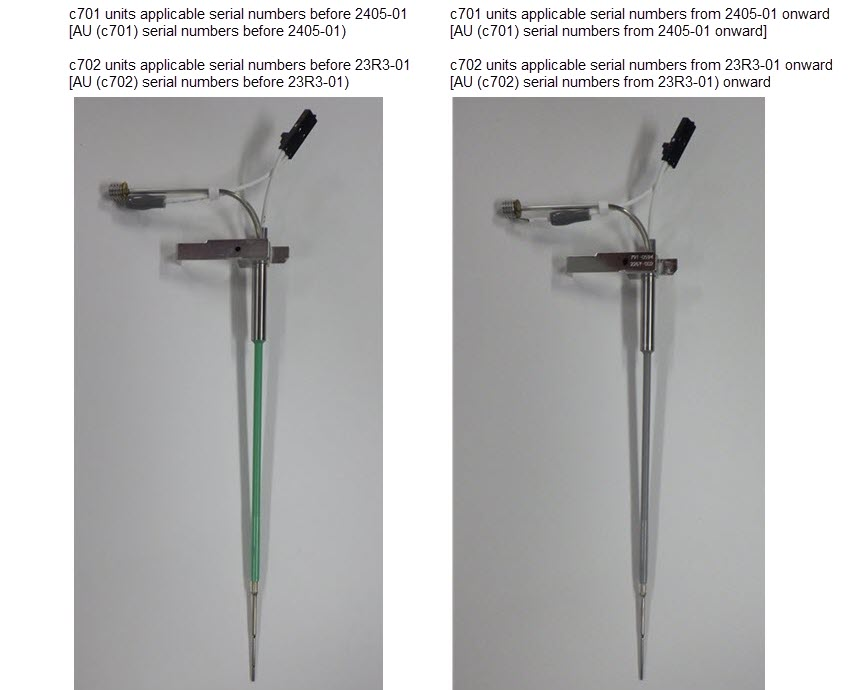 c701 units applicable serial numbers before 2405-01
[AU (c701) serial numbers before 2405-01)
c702 units applicable serial numbers before 23R3-01
[AU (c702) serial numbers before 23R3-01)
c701 units applicable serial numbers from 2405-01 onward
[AU (c701) serial numbers from 2405-01 onward]
c702 units applicable serial numbers from 23R3-01 onward
[AU (c702) serial numbers from 23R3-01) onward